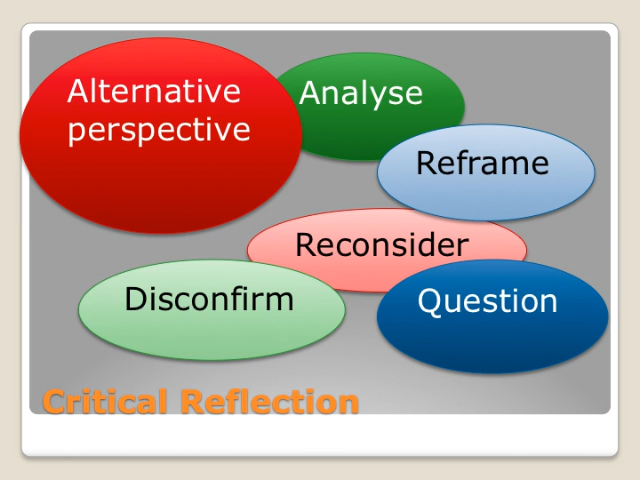 Alternative
perspective
Analyse
Reframe
Reconsider
Disconfirm
Question
Critical Reflection